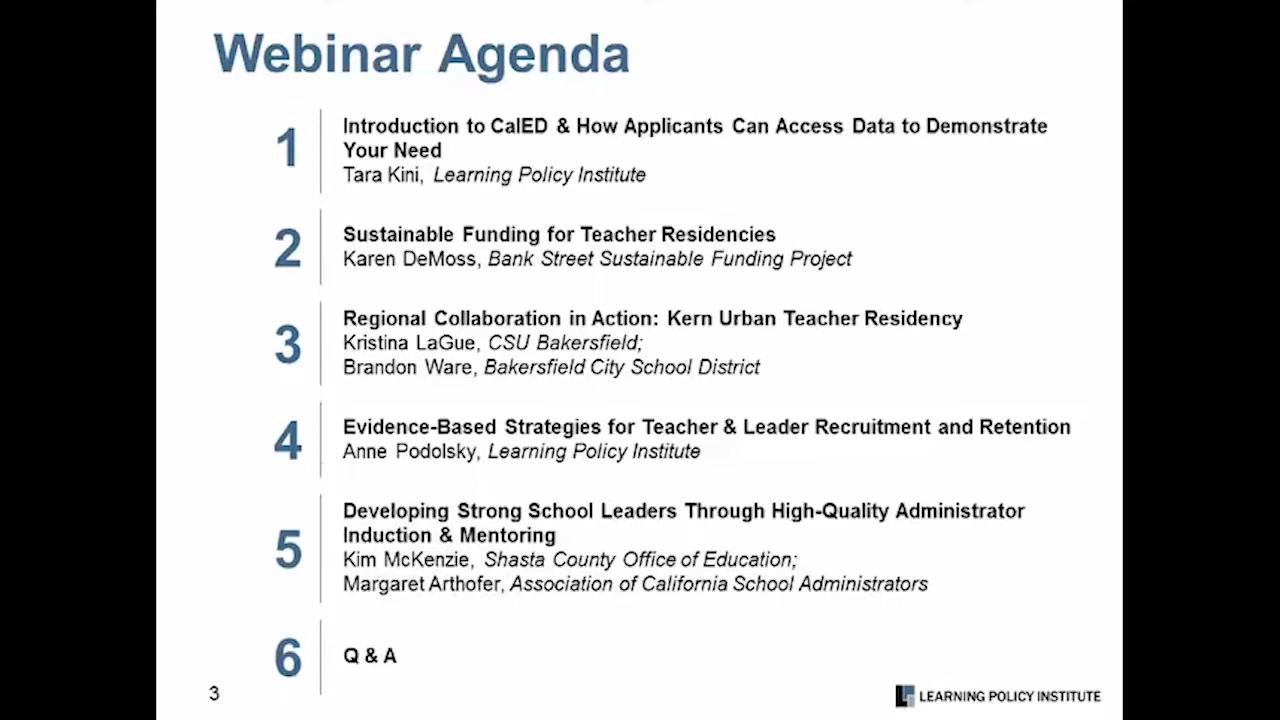 Webinar Agenda
1
Introduction to CalED & How Applicants Can Access Data to Demonstrate
Your Need
Tara Kini, Learning Policy Institute
2
Sustainable Funding for Teacher Residencies
Karen DeMoss, Bank Street Sustainable Funding Project
3
Regional Collaboration in Action: Kern Urban Teacher Residency
Kristina LaGue, CSU Bakersfield;
Brandon Ware, Bakersfield City School District
4
Evidence-Based Strategies for Teacher & Leader Recruitment and Retention
Anne Podolsky, Learning Policy Institute
5
Developing Strong School Leaders Through High-Quality Administrator
Induction & Mentoring
Kim McKenzie, Shasta County Office of Education;
Margaret Arthofer, Association of California School Administrators
6
Q & A
3
LEARNING POLICY INSTITUTE